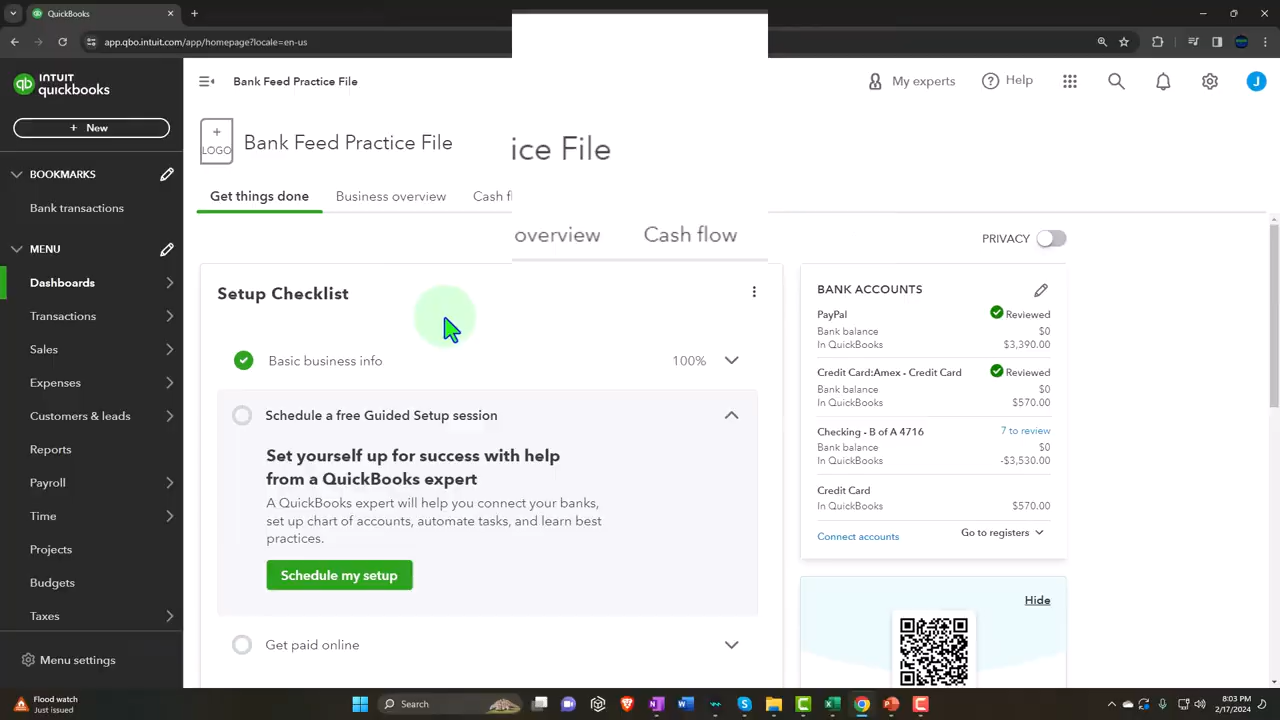 Bank Feed Practice File
app.qbo.intuit.com/app/homepage?locale=en-us
INTUIT
quickbooks
Bank Feed Practice File
My experts
Help
J
+ New
+
LOGO
Bank Feed Practice File
ice File
BOOKMARKS
Bank transactions
MENU
Dashboards
Transactions
Sales
Expenses
Customers & leads
Reports
Payroll
Time
Projects
Budgets
Taxes
Menu settings
Get things done
Business overview
Cash f
overview
Cash flow
PRIVACY
Setup Checklist
Basic business info
100%
Schedule a free Guided Setup session
Set yourself up for success with help
from a QuickBooks expert
A QuickBooks expert will help you connect your banks,
set up chart of accounts, automate tasks, and learn best
practices.
Schedule my setup
Get paid online
BANK ACCOUNTS
PayPal
Reviewed
Bank balance
$0
In QuickBooks
$3,390.00
Credit Card:Amex - Credit Card
Reviewed
Bank balance
$0
In QuickBooks
$570.00
Checking - B of A 4716
7 to review
Bank balance
$0
In QuickBooks
-$3,530.00
Credit Card
In QuickBooks
$570.00
Connect accounts
Go to registers
Hide
Flood watch
Just issued
Search
8:03 PM
2/17/2024